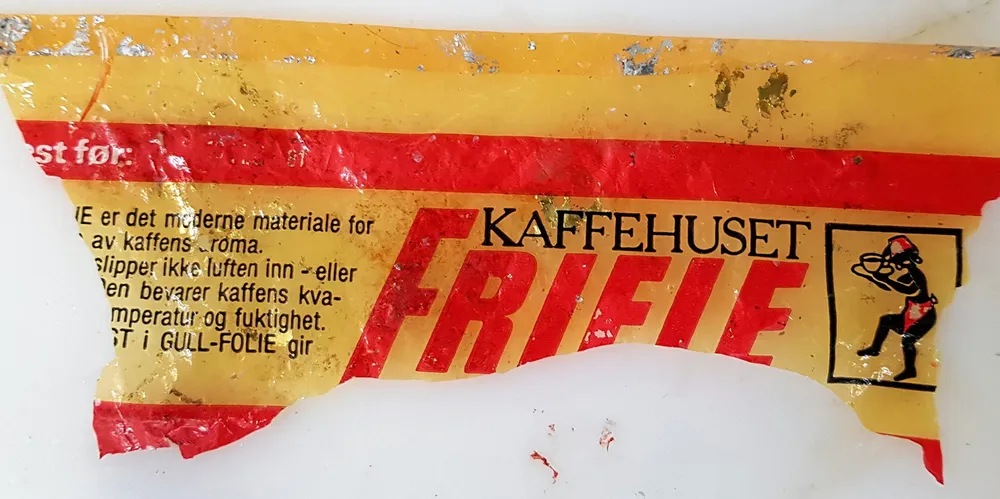 st før:
E er det moderne materiale for
av kaffens aroma.
slipper ikke luften inn - eller
Den bevarer kaffens kva-
mperatur og fuktighet.
ST i GULL-FOLIE gir
KAFFEHUSET
FRIELE